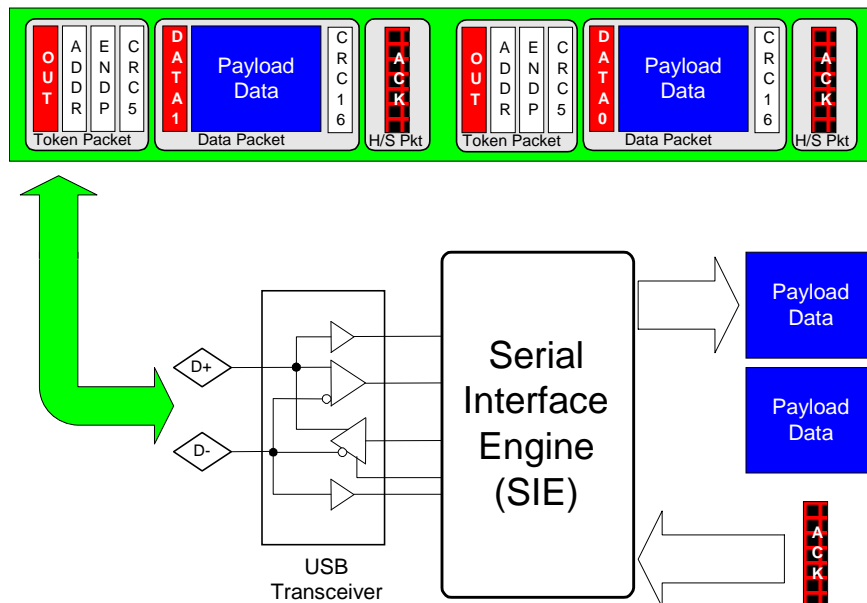 OUT
ADDR
ENDP
CRC5
Token Packet
DATA1
Payload
Data
CRC16
Data Packet
ACK
H/S Pkt
OUT
ADDR
ENDP
CRC5
Token Packet
DATA0
Payload
Data
CRC16
Data Packet
ACK
H/S Pkt
D+
D-
USB
Transceiver
Serial
Interface
Engine
(SIE)
Payload
Data
Payload
Data
ACK